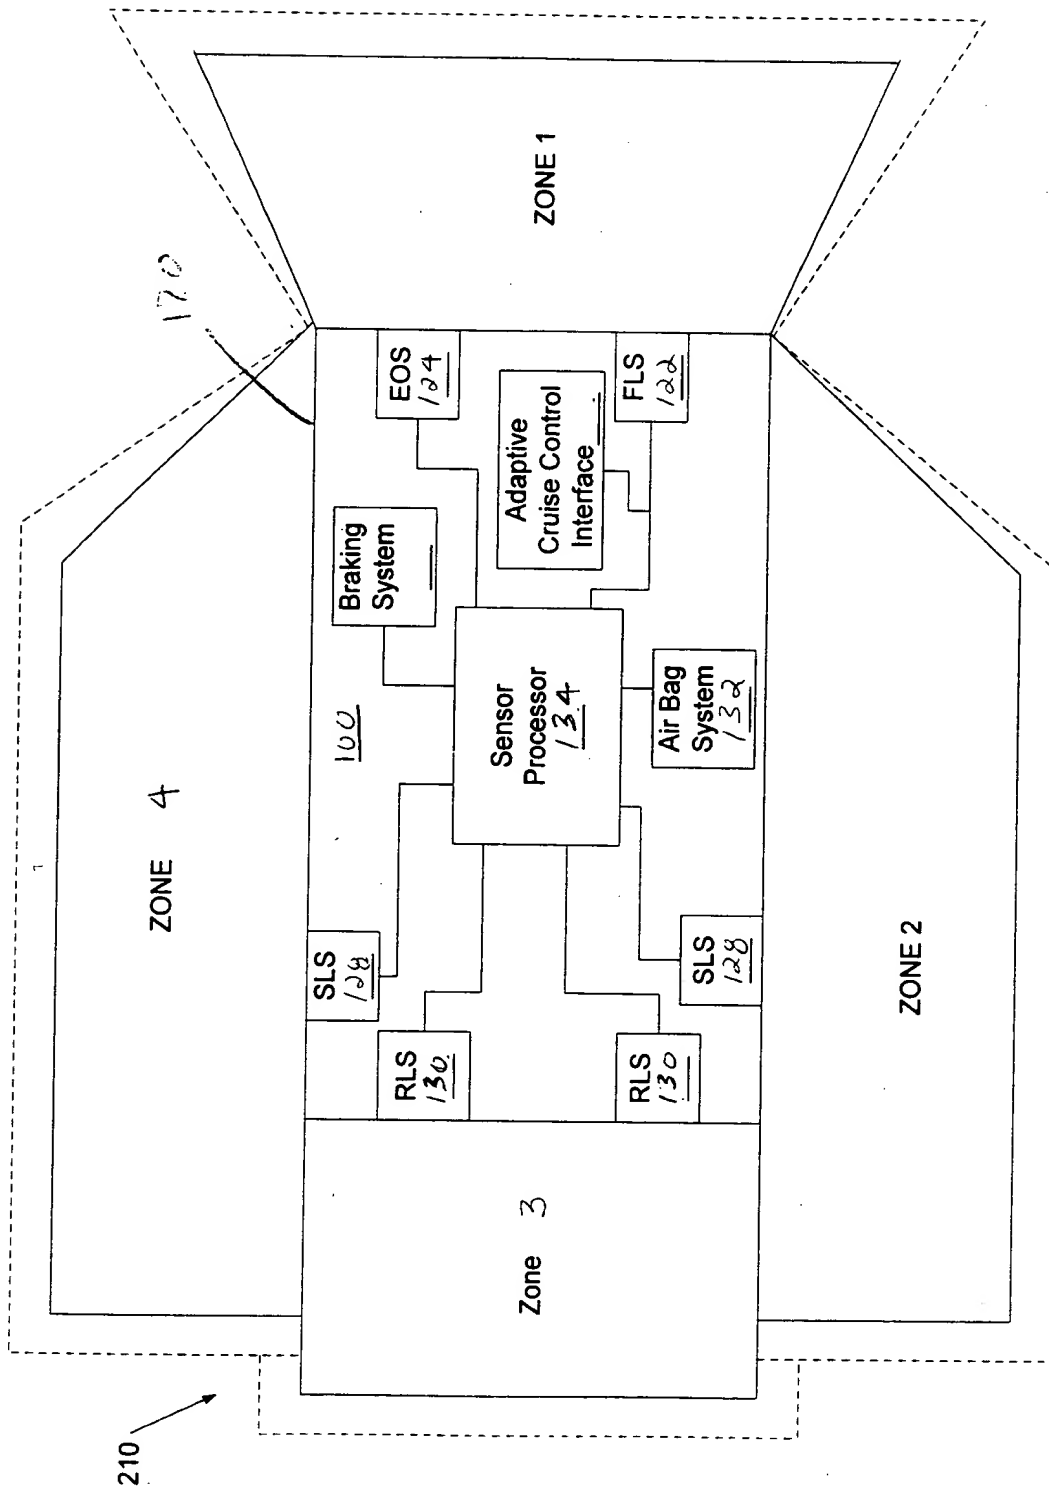 210
ZONE 4
120
SLS
128
RLS
130
100
Braking
System
EOS
124
Zone 3
Sensor
Processor
134
Adaptive
Cruise Control
Interface
ZONE 1
RLS
130
SLS
128
Air Bag
System
132
FLS
122
ZONE 2